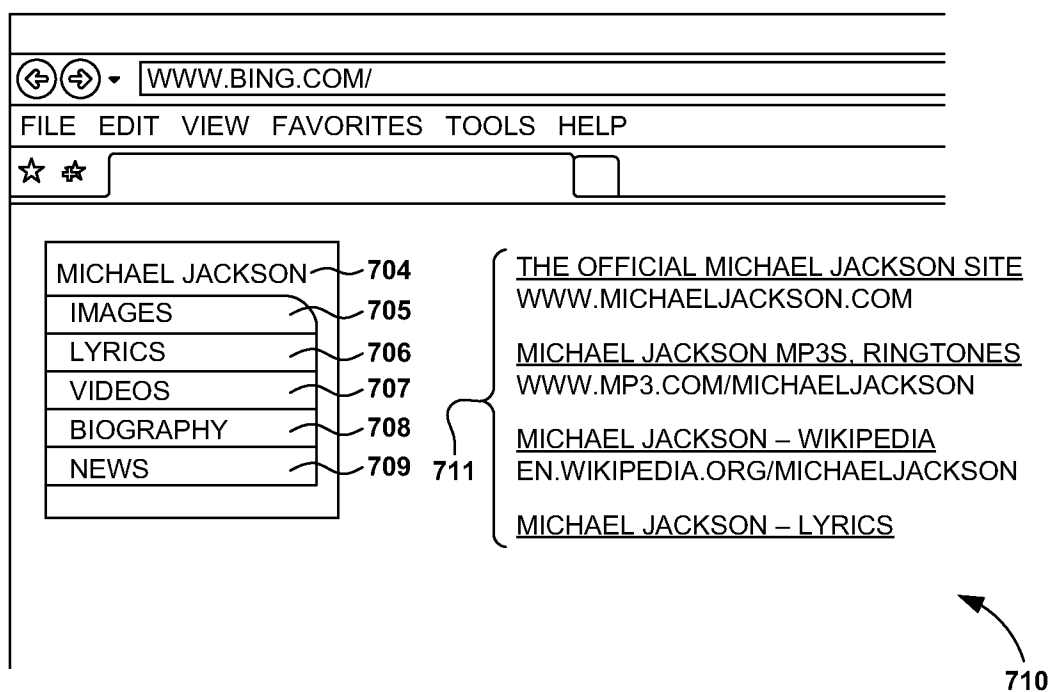 WWW.BING.COM/
FILE EDIT VIEW FAVORITES TOOLS HELP
MICHAEL JACKSON 704
IMAGES 705
LYRICS 706
VIDEOS 707
BIOGRAPHY 708
NEWS 709
711
THE OFFICIAL MICHAEL JACKSON SITE
WWW.MICHAELJACKSON.COM
MICHAEL JACKSON MP3S, RINGTONES
WWW.MP3.COM/MICHAELJACKSON
MICHAEL JACKSON – WIKIPEDIA
EN.WIKIPEDIA.ORG/MICHAELJACKSON
MICHAEL JACKSON – LYRICS
710